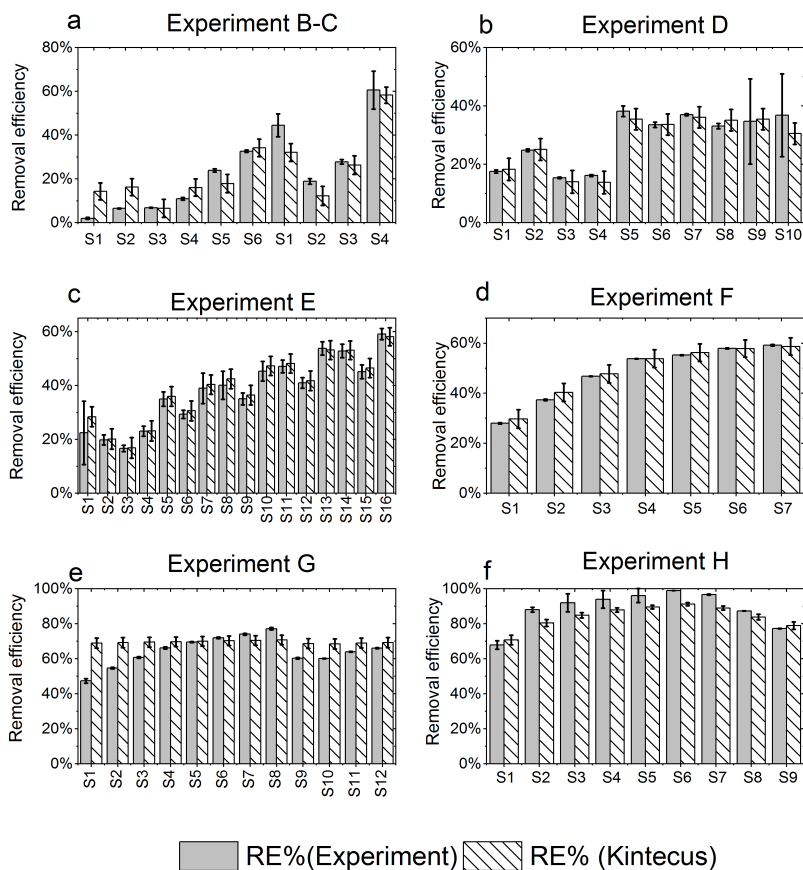 a
Experiment B-C
Removal efficiency
80%
60%
40%
20%
0%
S1 S2 S3 S4 S5 S6 S1 S2 S3 S4
b
Experiment D
Removal efficiency
60%
40%
20%
0%
S1 S2 S3 S4 S5 S6 S7 S8 S9 S10
c
Experiment E
Removal efficiency
60%
40%
20%
0%
S1 S2 S3 S4 S5 S6 S7 S8 S9 S10 S11 S12 S13 S14 S15 S16
d
Experiment F
Removal efficiency
60%
40%
20%
0%
S1 S2 S3 S4 S5 S6 S7
e
Experiment G
Removal efficiency
100%
80%
60%
40%
20%
0%
S1 S2 S3 S4 S5 S6 S7 S8 S9 S10 S11 S12
f
Experiment H
Removal efficiency
100%
80%
60%
40%
20%
0%
S1 S2 S3 S4 S5 S6 S7 S8 S9
RE%(Experiment) RE% (Kintecus)